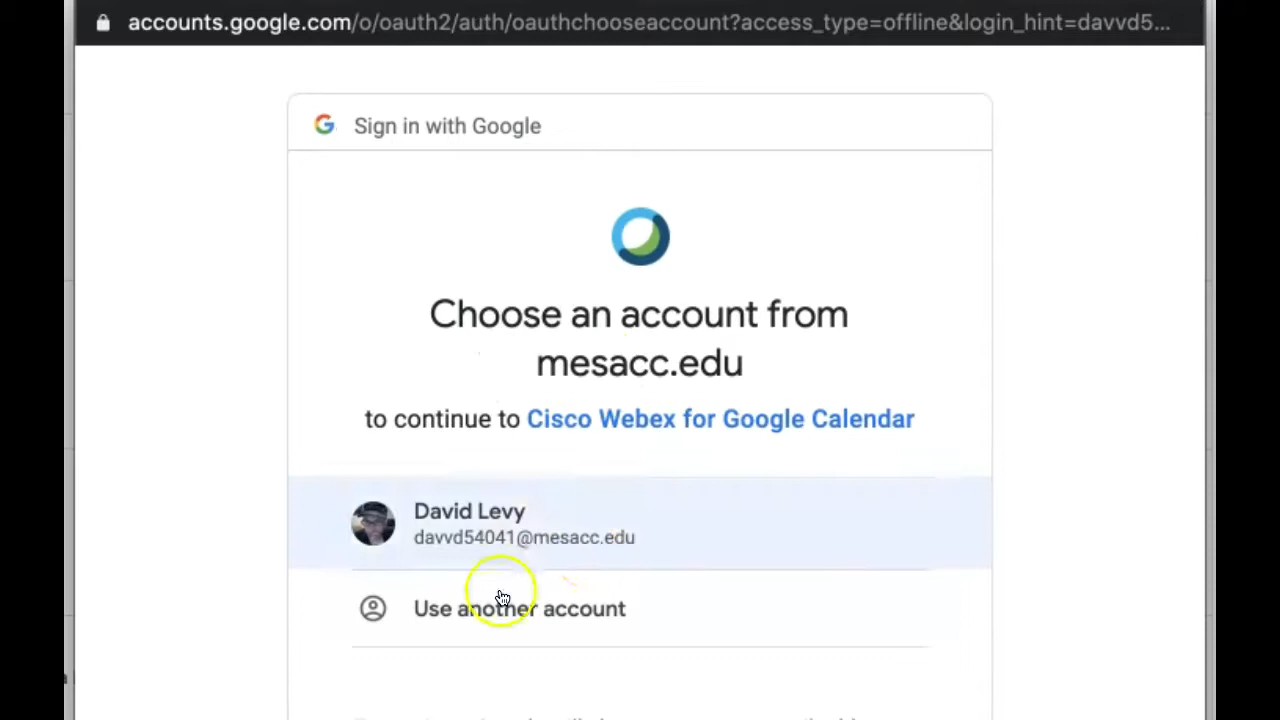 accounts.google.com/o/oauth2/auth/oauthchooseaccount?access_type=offline&login_hint=davvd5...
Sign in with Google
Choose an account from
mesacc.edu
to continue to Cisco Webex for Google Calendar
David Levy
davvd54041@mesacc.edu
Use another account